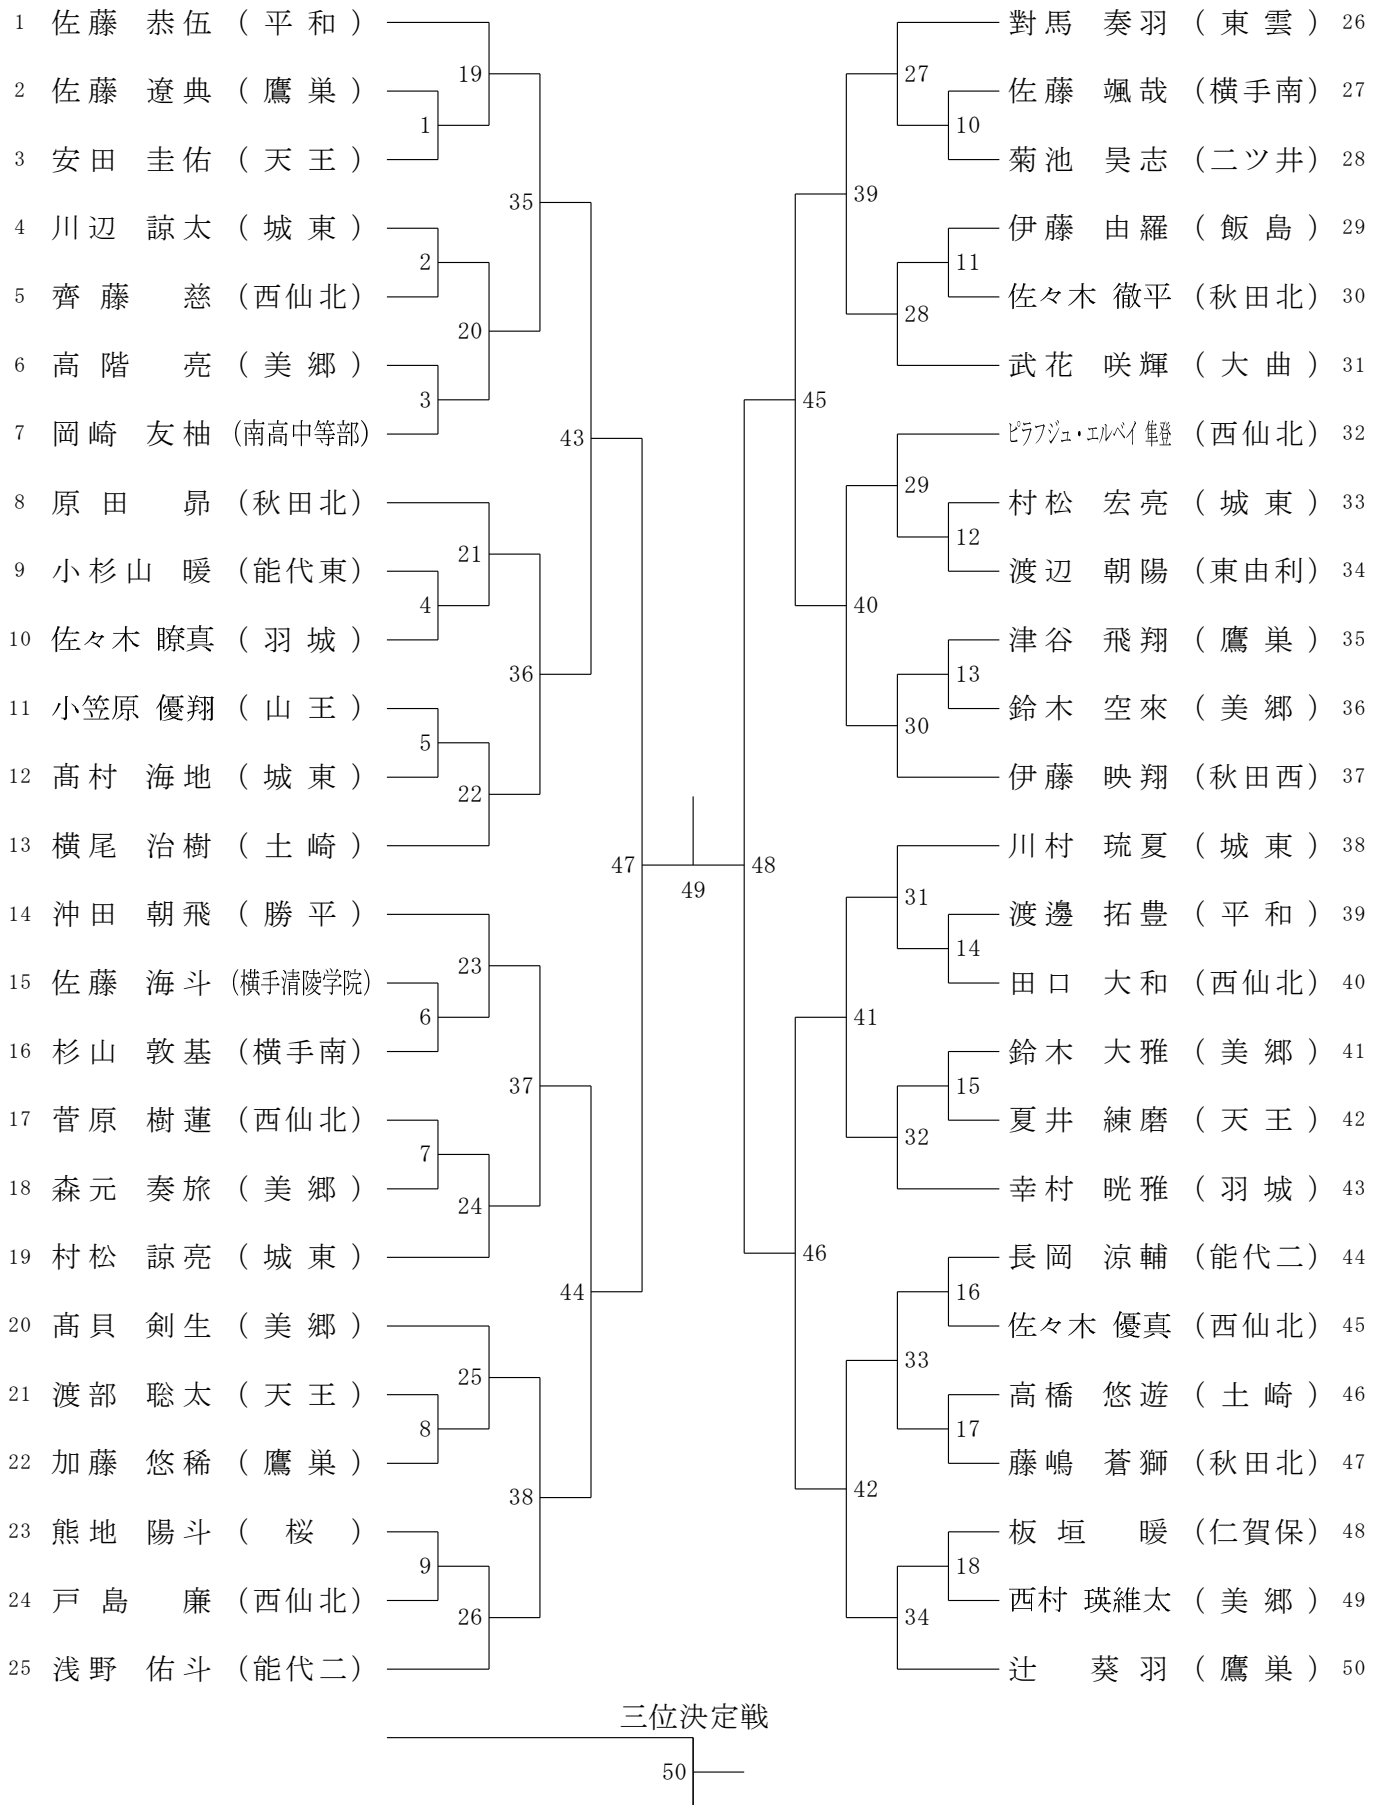 1 佐藤 恭伍 (平和)
2 佐藤 遼典 (鷹巣)
3 安田 圭佑 (天王)
4 川辺 諒太 (城東)
5 齊藤 慈 (西仙北)
6 高階 亮 (美郷)
7 岡崎 友柚 (南高中等部)
8 原田 昴 (秋田北)
9 小杉山 暖 (能代東)
10 佐々木 瞭真 (羽城)
11 小笠原 優翔 (山王)
12 髙村 海地 (城東)
13 横尾 治樹 (土崎)
14 沖田 朝飛 (勝平)
15 佐藤 海斗 (横手清陵学院)
16 杉山 敦基 (横手南)
17 菅原 樹蓮 (西仙北)
18 森元 奏旅 (美郷)
19 村松 諒亮 (城東)
20 髙貝 剣生 (美郷)
21 渡部 聡太 (天王)
22 加藤 悠稀 (鷹巣)
23 熊地 陽斗 (桜)
24 戸島 廉 (西仙北)
25 浅野 佑斗 (能代二)
1
2
3
4
5
6
7
8
9
19
20
21
22
23
24
25
26
35
36
37
38
43
44
47
49
48
45
46
39
40
41
42
27
28
29
30
31
32
33
34
10
11
12
13
14
15
16
17
18
對馬 奏羽 (東雲) 26
佐藤 颯哉 (横手南) 27
菊池 昊志 (二ツ井) 28
伊藤 由羅 (飯島) 29
佐々木 徹平 (秋田北) 30
武花 咲輝 (大曲) 31
ピラフジュ・エルベイ 隼登 (西仙北) 32
村松 宏亮 (城東) 33
渡辺 朝陽 (東由利) 34
津谷 飛翔 (鷹巣) 35
鈴木 空來 (美郷) 36
伊藤 映翔 (秋田西) 37
川村 琉夏 (城東) 38
渡邊 拓豊 (平和) 39
田口 大和 (西仙北) 40
鈴木 大雅 (美郷) 41
夏井 練磨 (天王) 42
幸村 晄雅 (羽城) 43
長岡 涼輔 (能代二) 44
佐々木 優真 (西仙北) 45
高橋 悠遊 (土崎) 46
藤嶋 蒼獅 (秋田北) 47
板垣 暖 (仁賀保) 48
西村 瑛維太 (美郷) 49
辻 葵羽 (鷹巣) 50
三位決定戦
50